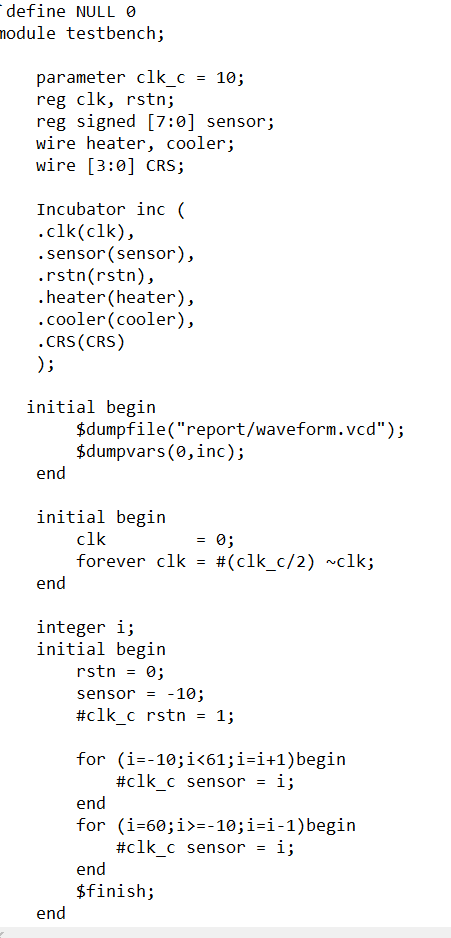 `define NULL 0
module testbench;
parameter clk_c = 10;
reg clk, rstn;
reg signed [7:0] sensor;
wire heater, cooler;
wire [3:0] CRS;
Incubator inc (
.clk(clk),
.sensor(sensor),
.rstn(rstn),
.heater(heater),
.cooler(cooler),
.CRS(CRS)
);
initial begin
$dumpfile("report/waveform.vcd");
$dumpvars(0,inc);
end
initial begin
clk = 0;
forever clk = #(clk_c/2) ~clk;
end
integer i;
initial begin
rstn = 0;
sensor = -10;
#clk_c rstn = 1;
for (i=-10;i<61;i=i+1)begin
#clk_c sensor = i;
end
for (i=60;i>=-10;i=i-1)begin
#clk_c sensor = i;
end
$finish;
end